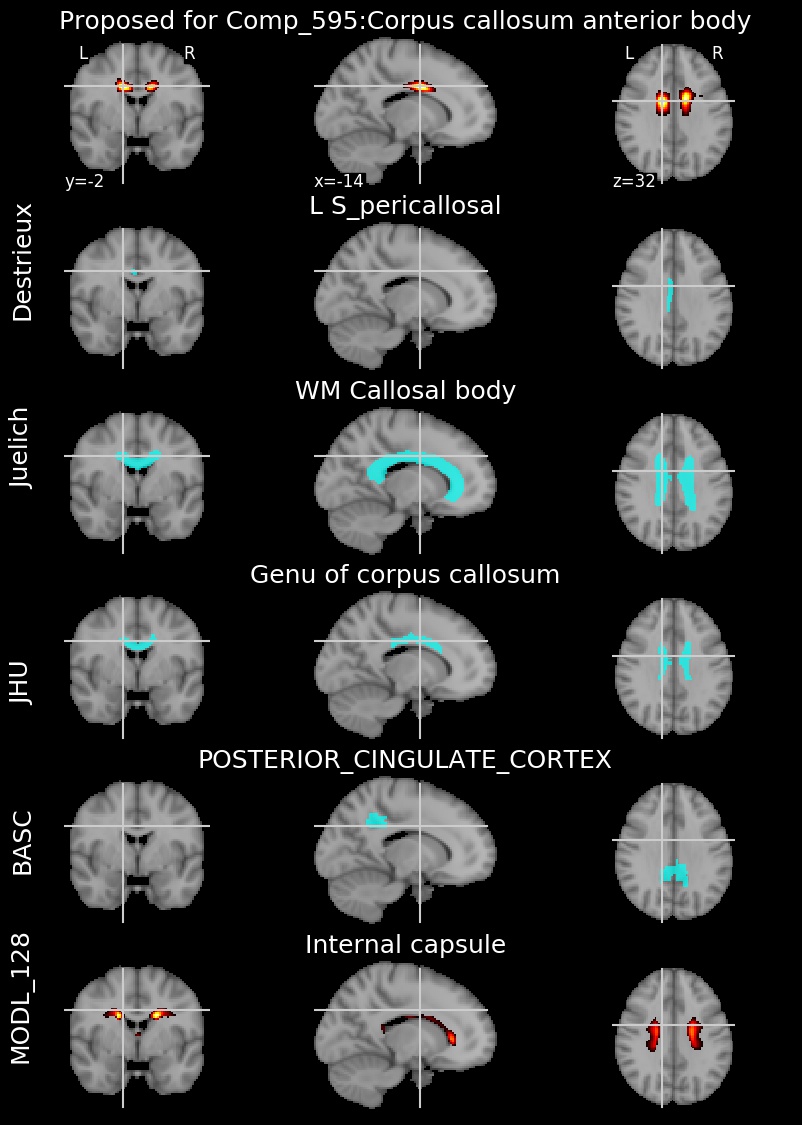 Proposed for Comp_595:Corpus callosum anterior body
L R L R
y=-2 x=-14 z=32
Destrieux
L S_pericallosal
Juelich
WM Callosal body
JHU
Genu of corpus callosum
BASC
POSTERIOR_CINGULATE_CORTEX
MODL_128
Internal capsule